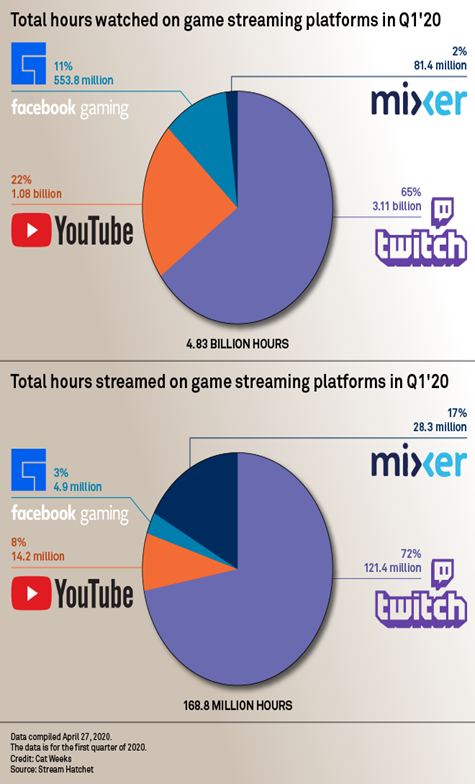 Total hours watched on game streaming platforms in Q1'20
11%
553.8 million
facebook gaming
2%
81.4 million
mixer
22%
1.08 billion
YouTube
65%
3.11 billion
twitch
4.83 BILLION HOURS
Total hours streamed on game streaming platforms in Q1'20
17%
28.3 million
mixer
3%
4.9 million
facebook gaming
8%
14.2 million
YouTube
72%
121.4 million
twitch
168.8 MILLION HOURS
Data compiled April 27, 2020.
The data is for the first quarter of 2020.
Credit: Cat Weeks
Source: Stream Hatchet